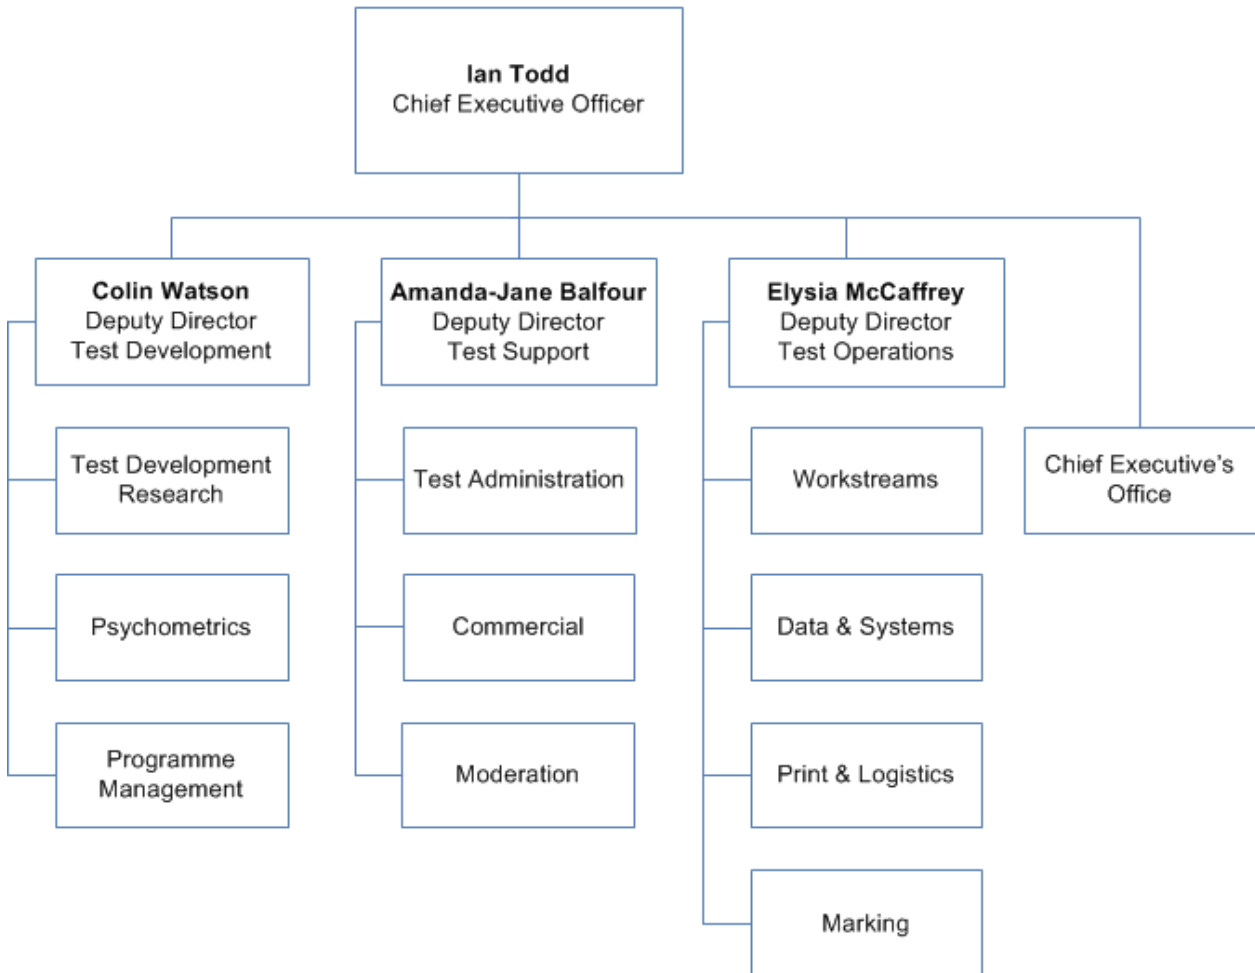 Ian Todd
Chief Executive Officer
Colin Watson
Deputy Director
Test Development
Amanda-Jane Balfour
Deputy Director
Test Support
Elysia McCaffrey
Deputy Director
Test Operations
Test Development
Research
Test Administration
Workstreams
Chief Executive’s
Office
Psychometrics
Commercial
Data & Systems
Programme
Management
Moderation
Print & Logistics
Marking